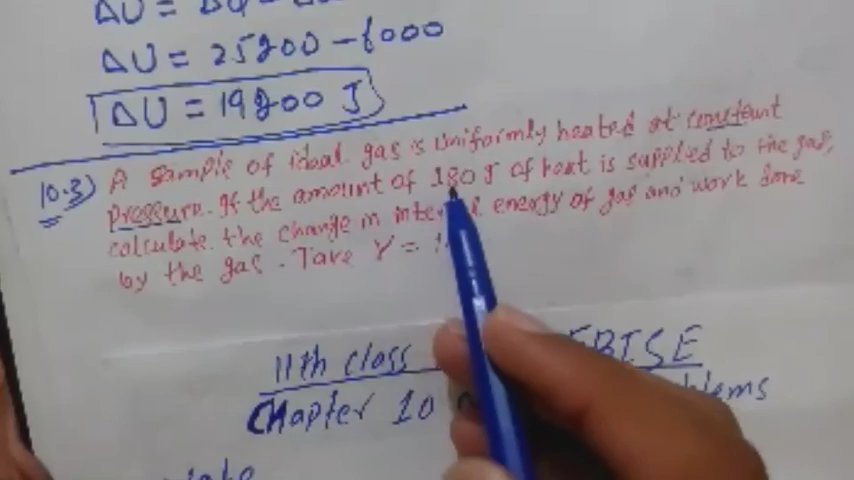 ΔU =
ΔU = 25200 - 6000
ΔU = 19200 J
10.3) A sample of ideal gas is uniformly heated at constant
pressure. If the amount of 180 J of heat is supplied to the gas,
calculate the change in internal energy of gas and work done
by the gas. Take γ =
11th class
Chapter 10